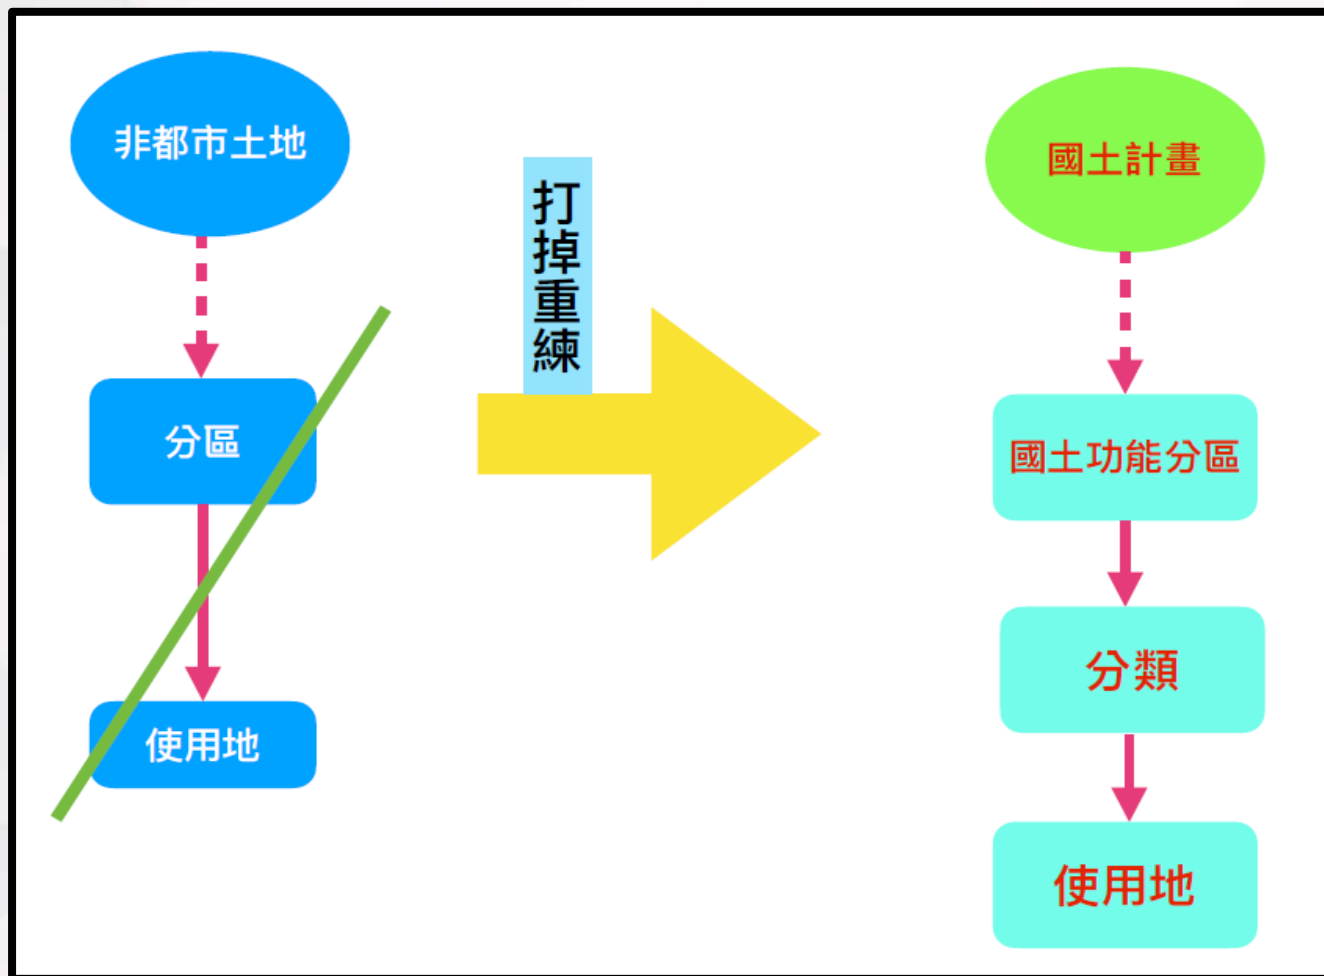 非都市土地
分區
使用地
打掉重練
國土計畫
國土功能分區
分類
使用地